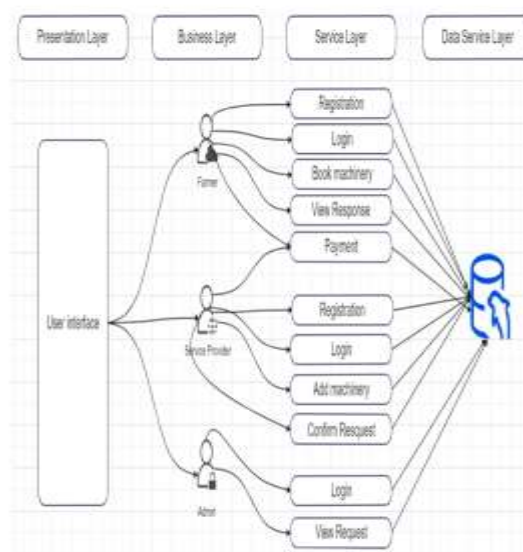 Presentation Layer
Business Layer
Service Layer
Data Service Layer
Registration
Login
Book machinery
View Response
Payment
Farmer
User interface
Registration
Service Provider
Login
Add machinery
Confirm Resquest
Login
Admin
View Request